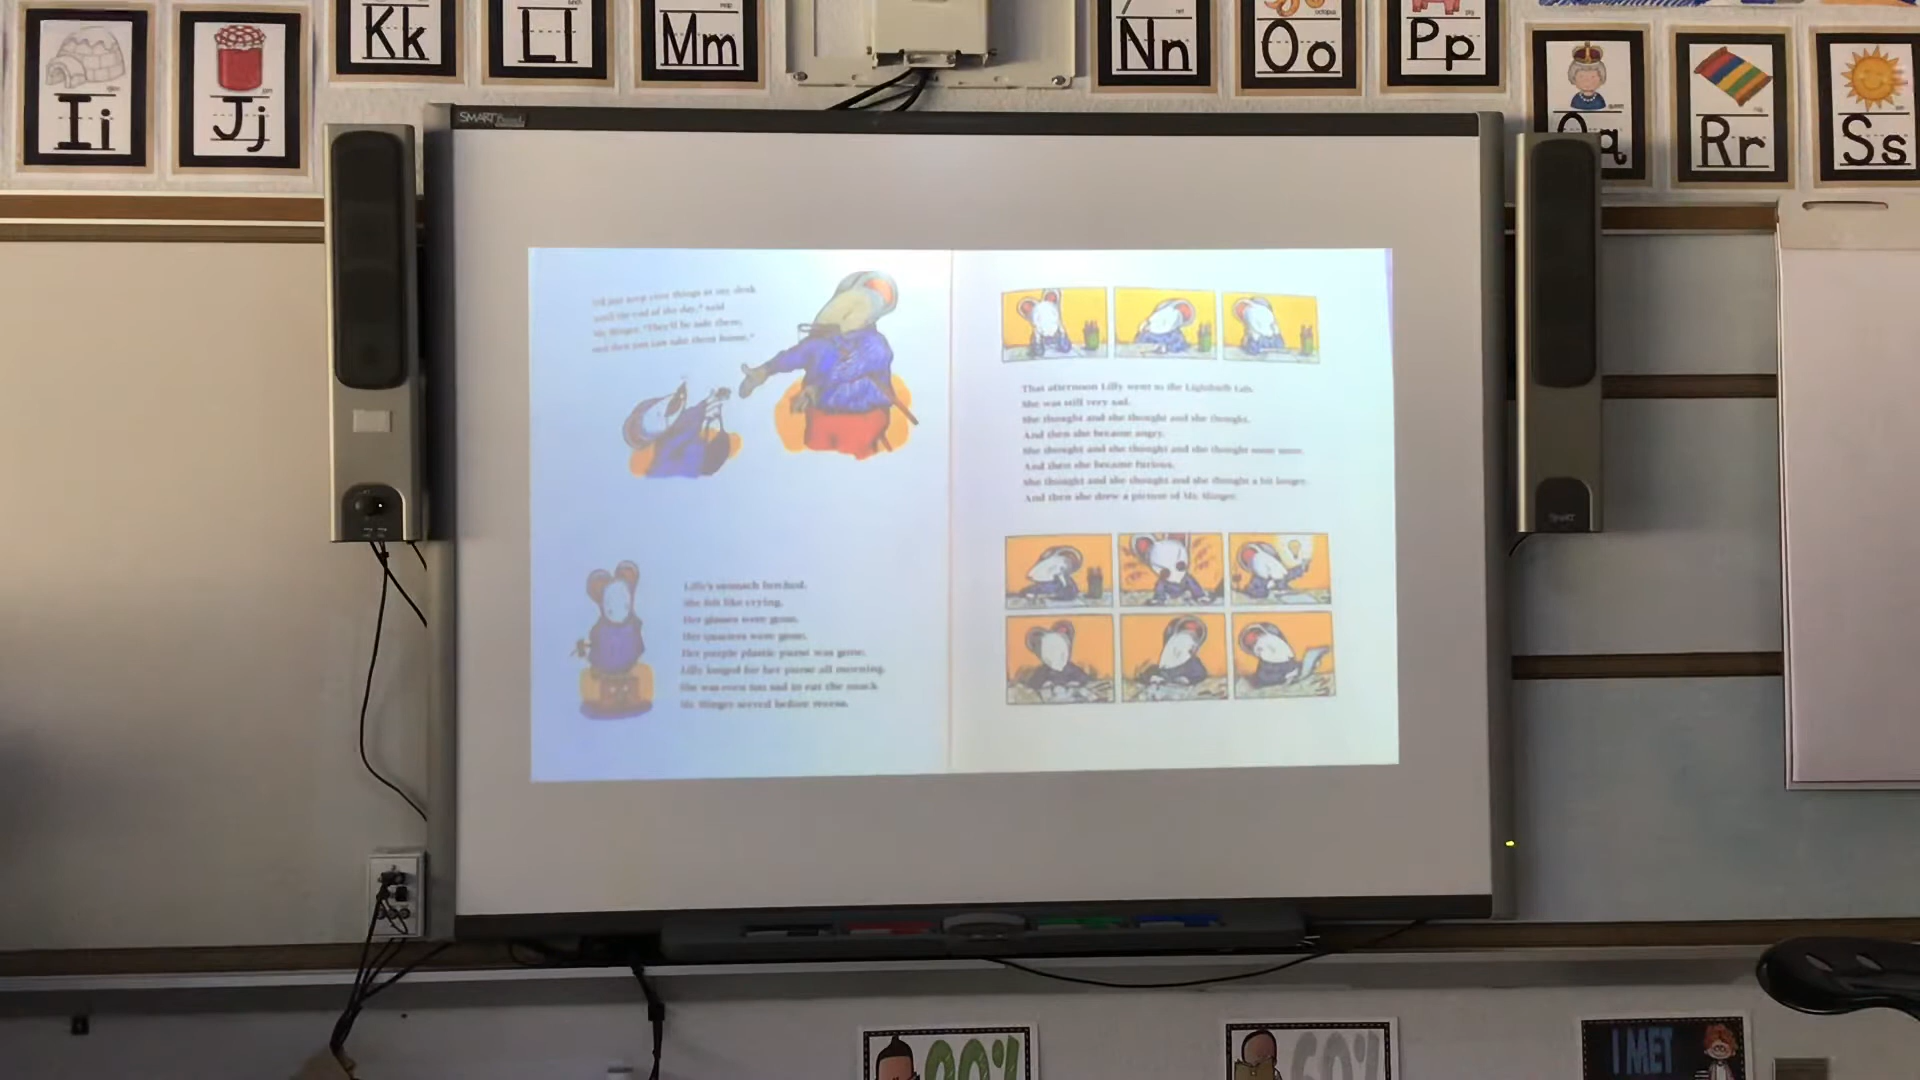 Ii
Jj
Kk
Ll
Mm
Nn
Oo
Pp
Qq
Rr
Ss
SMART Board
"I'll just keep your things at my desk
until the end of the day," said
Mr. Slinger. "They'll be safe there,
and then you can take them home."
Lilly's stomach lurched.
She felt like crying.
Her glasses were gone.
Her quarters were gone.
Her purple plastic purse was gone.
Lilly longed for her purse all morning.
She was even too sad to eat the snack
Mr. Slinger served before recess.
That afternoon Lilly went to the Lightbulb Lab.
She was still very sad.
She thought and she thought and she thought.
And then she became angry.
She thought and she thought and she thought some more.
And then she became furious.
She thought and she thought and she thought a bit longer.
And then she drew a picture of Mr. Slinger.
SMART
I MET